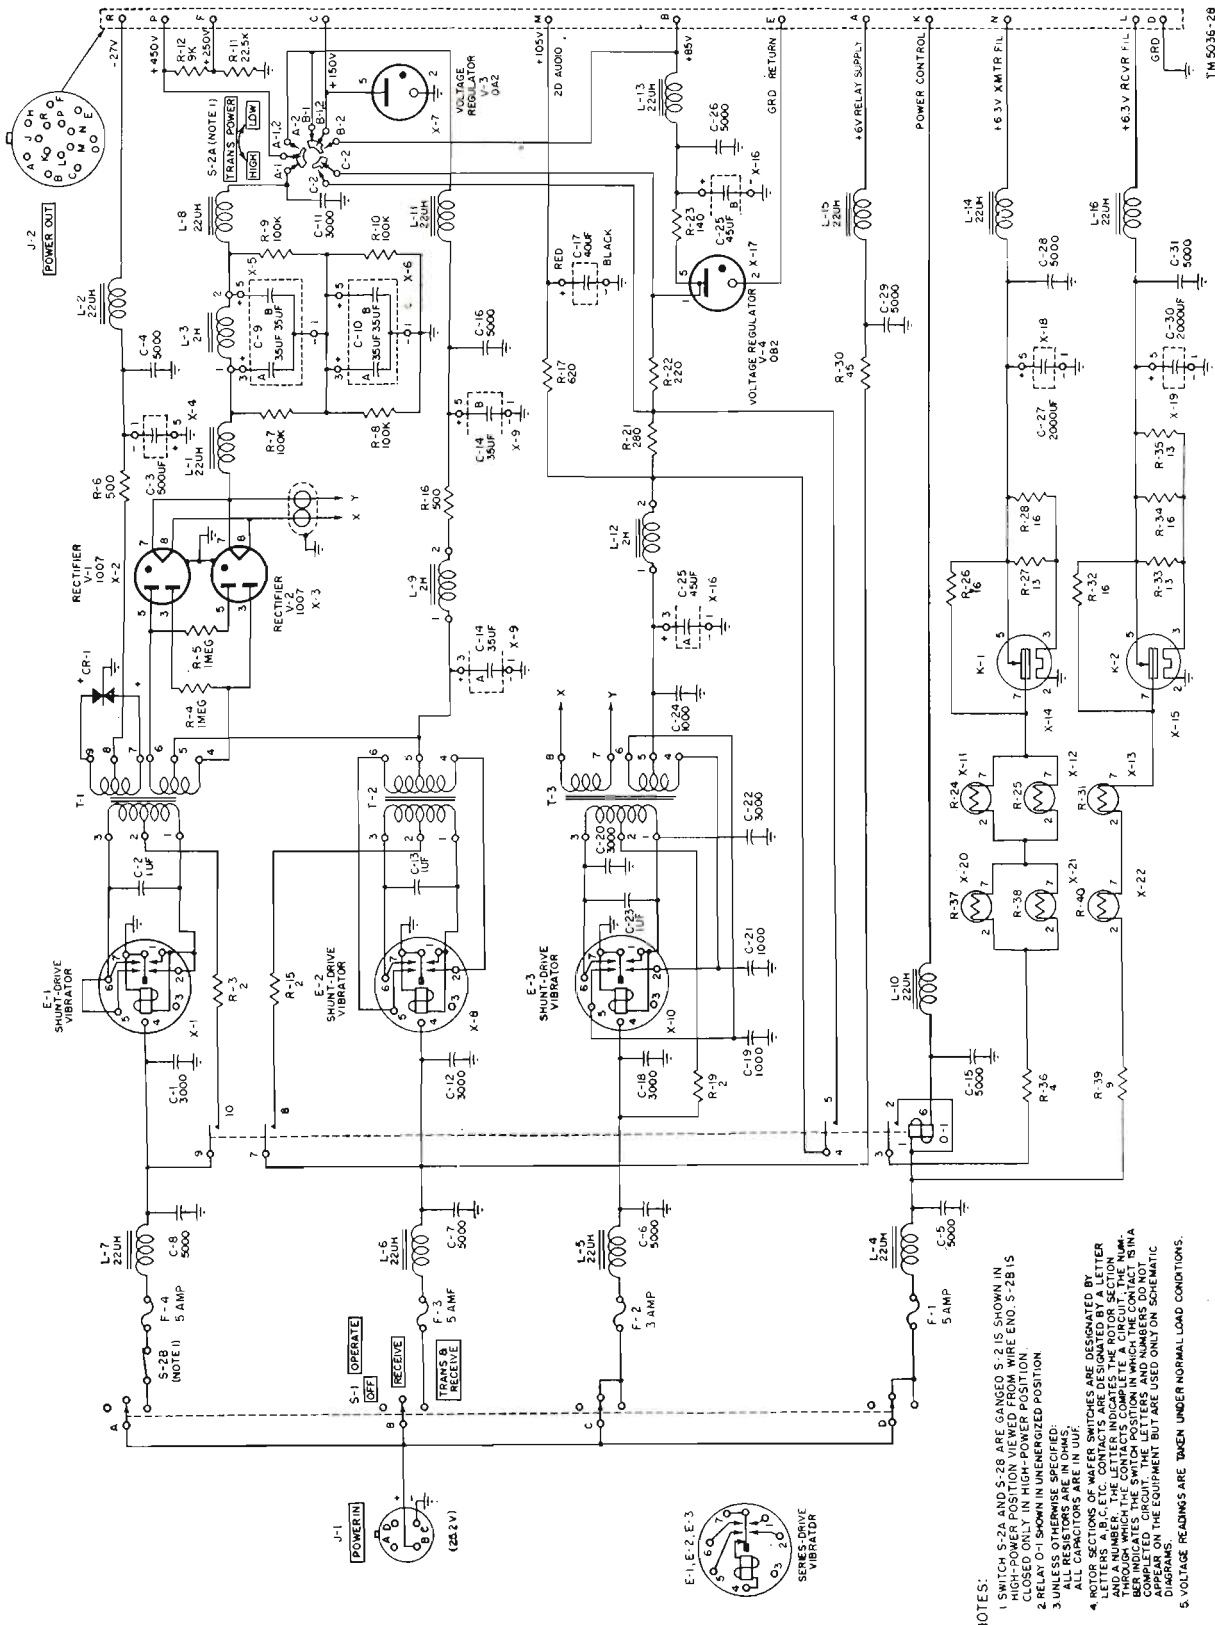 J-2
POWER OUT
A
J
H
R
F
P
K
L
B
C
M
N
D
E
R
-27V
P
+450V
R-12
9K
F
+250V
R-11
22.5K
C
+150V
M
+105V
2D AUDIO
B
+85V
E
GRD RETURN
A
+6V RELAY SUPPLY
K
POWER CONTROL
N
+6.3V XMTR FIL
L
+6.3V RCVR FIL
D
GRD
TM 5036-28
S-2A (NOTE 1)
TRANS POWER
HIGH
LOW
A-1
A-1,2
A-2
B-1
B-1,2
B-2
C-2
C-2
VOLTAGE
REGULATOR
V-3
OA2
X-7
5
2
L-2
22UH
C-4
5000
R-6
500
C-3
500UF
X-4
L-8
22UH
R-9
100K
C-11
3000
R-10
100K
L-11
22UH
L-3
2H
X-5
C-9
35UF 35UF
A
B
X-6
C-10
35UF 35UF
A
B
L-1
22UH
R-7
100K
R-8
100K
RECTIFIER
V-1
1007
X-2
RECTIFIER
V-2
1007
X-3
X
Y
R-5
1MEG
R-4
1MEG
CR-1
T-1
C-16
5000
C-14
35UF
B
X-9
R-16
500
L-9
2H
C-14
35UF
A
X-9
T-2
RED
C-17
40UF
BLACK
R-17
620
L-13
22UH
C-26
5000
X-16
C-25
45UF
B
R-23
140
X-17
VOLTAGE REGULATOR
V-4
OB2
R-22
220
R-21
280
L-12
2H
C-25
45UF
A
X-16
C-24
1000
X
Y
T-3
L-15
22UH
C-29
5000
R-30
45
L-14
22UH
C-28
5000
X-18
C-27
2000UF
R-28
16
R-27
13
R-26
16
K-1
X-14
L-16
22UH
C-31
5000
C-30
2000UF
X-19
R-35
13
R-34
16
R-33
13
R-32
16
K-2
X-15
E-1
SHUNT-DRIVE
VIBRATOR
X-1
C-2
1UF
C-1
3000
R-3
2
R-15
2
E-2
SHUNT-DRIVE
VIBRATOR
X-8
C-13
1UF
C-12
3000
E-3
SHUNT-DRIVE
VIBRATOR
X-10
C-20
3000
C-23
1UF
C-22
3000
C-21
1000
C-19
1000
C-18
3000
R-19
2
R-24
X-11
R-25
X-12
R-31
X-13
R-37
X-20
R-38
X-21
R-40
X-22
L-10
22UH
C-15
5000
R-36
4
R-39
9
O-1
L-7
22UH
C-8
5000
F-4
5 AMP
S-2B
(NOTE 1)
L-6
22UH
C-7
5000
F-3
5 AMP
L-5
22UH
C-6
5000
F-2
3 AMP
L-4
22UH
C-5
5000
F-1
5 AMP
S-1
OPERATE
OFF
RECEIVE
TRANS &
RECEIVE
A
B
C
D
J-1
POWER IN
A D
B C
(25.2V)
E-1, E-2, E-3
SERIES-DRIVE
VIBRATOR
NOTES:
1 SWITCH S-2A AND S-2B ARE GANGED S-2 IS SHOWN IN
HIGH-POWER POSITION VIEWED FROM WIRE END. S-2B IS
CLOSED ONLY IN HIGH-POWER POSITION.
2. RELAY O-1 SHOWN IN UNENERGIZED POSITION
3. UNLESS OTHERWISE SPECIFIED:
ALL RESISTORS ARE IN OHMS,
ALL CAPACITORS ARE IN UUF.
4. ROTOR SECTIONS OF WAFER SWITCHES ARE DESIGNATED BY
LETTERS A, B, C, ETC. CONTACTS ARE DESIGNATED BY A LETTER
AND A NUMBER. THE LETTER INDICATES THE ROTOR SECTION
THROUGH WHICH THE CONTACTS COMPLETE A CIRCUIT, THE NUM-
BER INDICATES THE SWITCH POSITION IN WHICH THE CONTACT IS IN A
COMPLETED CIRCUIT. THE LETTERS AND NUMBERS DO NOT
APPEAR ON THE EQUIPMENT BUT ARE USED ONLY ON SCHEMATIC
DIAGRAMS.
5. VOLTAGE READINGS ARE TAKEN UNDER NORMAL LOAD CONDITIONS.